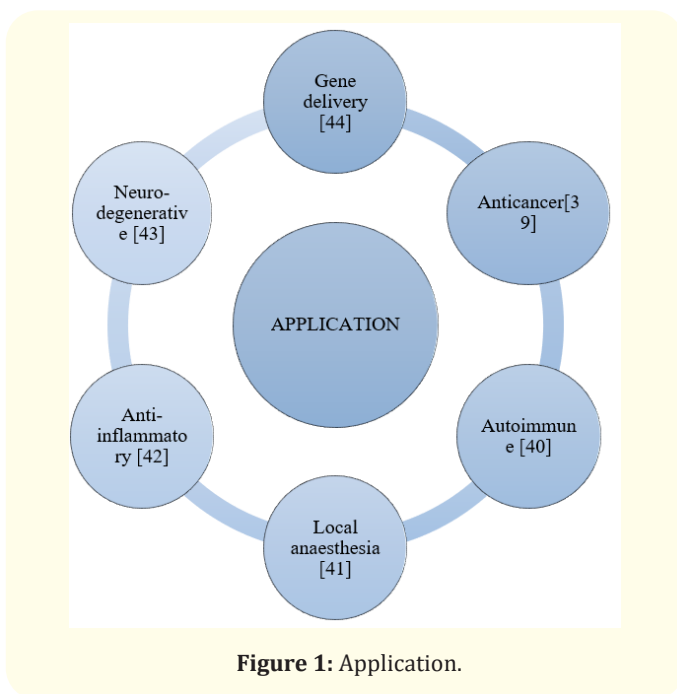 Gene
delivery
[44]
Anticancer[3
9]
Autoimmun
e [40]
Local
anaesthesia
[41]
Anti-
inflammato
ry [42]
Neuro-
degenerativ
e [43]
APPLICATION
Figure 1: Application.